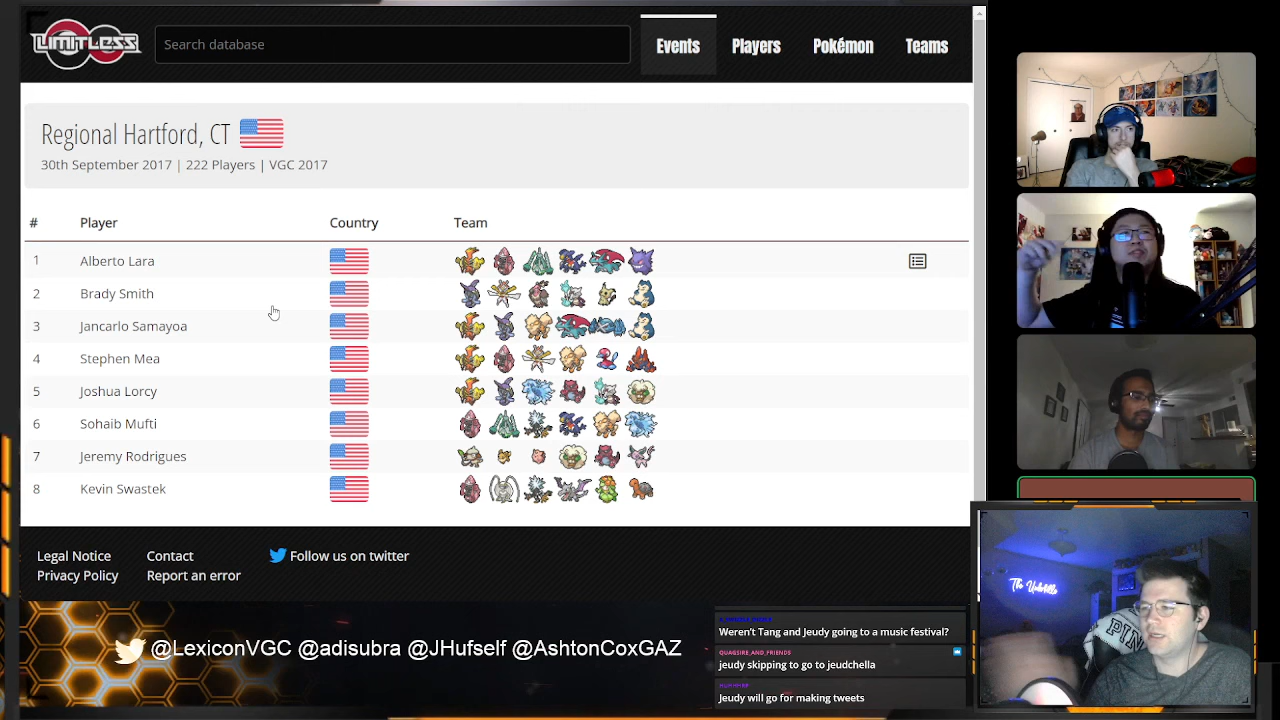 LIMITLESS
Search database
Events
Players
Pokémon
Teams
Regional Hartford, CT
30th September 2017 | 222 Players | VGC 2017
# Player Country Team
1 Alberto Lara
2 Brady Smith
3 Jancarlo Samayoa
4 Stephen Mea
5 Joshua Lorcy
6 Sohaib Mufti
7 Jeremy Rodrigues
8 Kevin Swastek
Legal Notice Contact Follow us on twitter
Privacy Policy Report an error
@LexiconVGC @adisubra @JHufself @AshtonCoxGAZ
Weren't Tang and Jeudy going to a music festival?
QUAGSIRE_AND_FRIENDS
jeudy skipping to go to jeudchella
Jeudy will go for making tweets
PINK